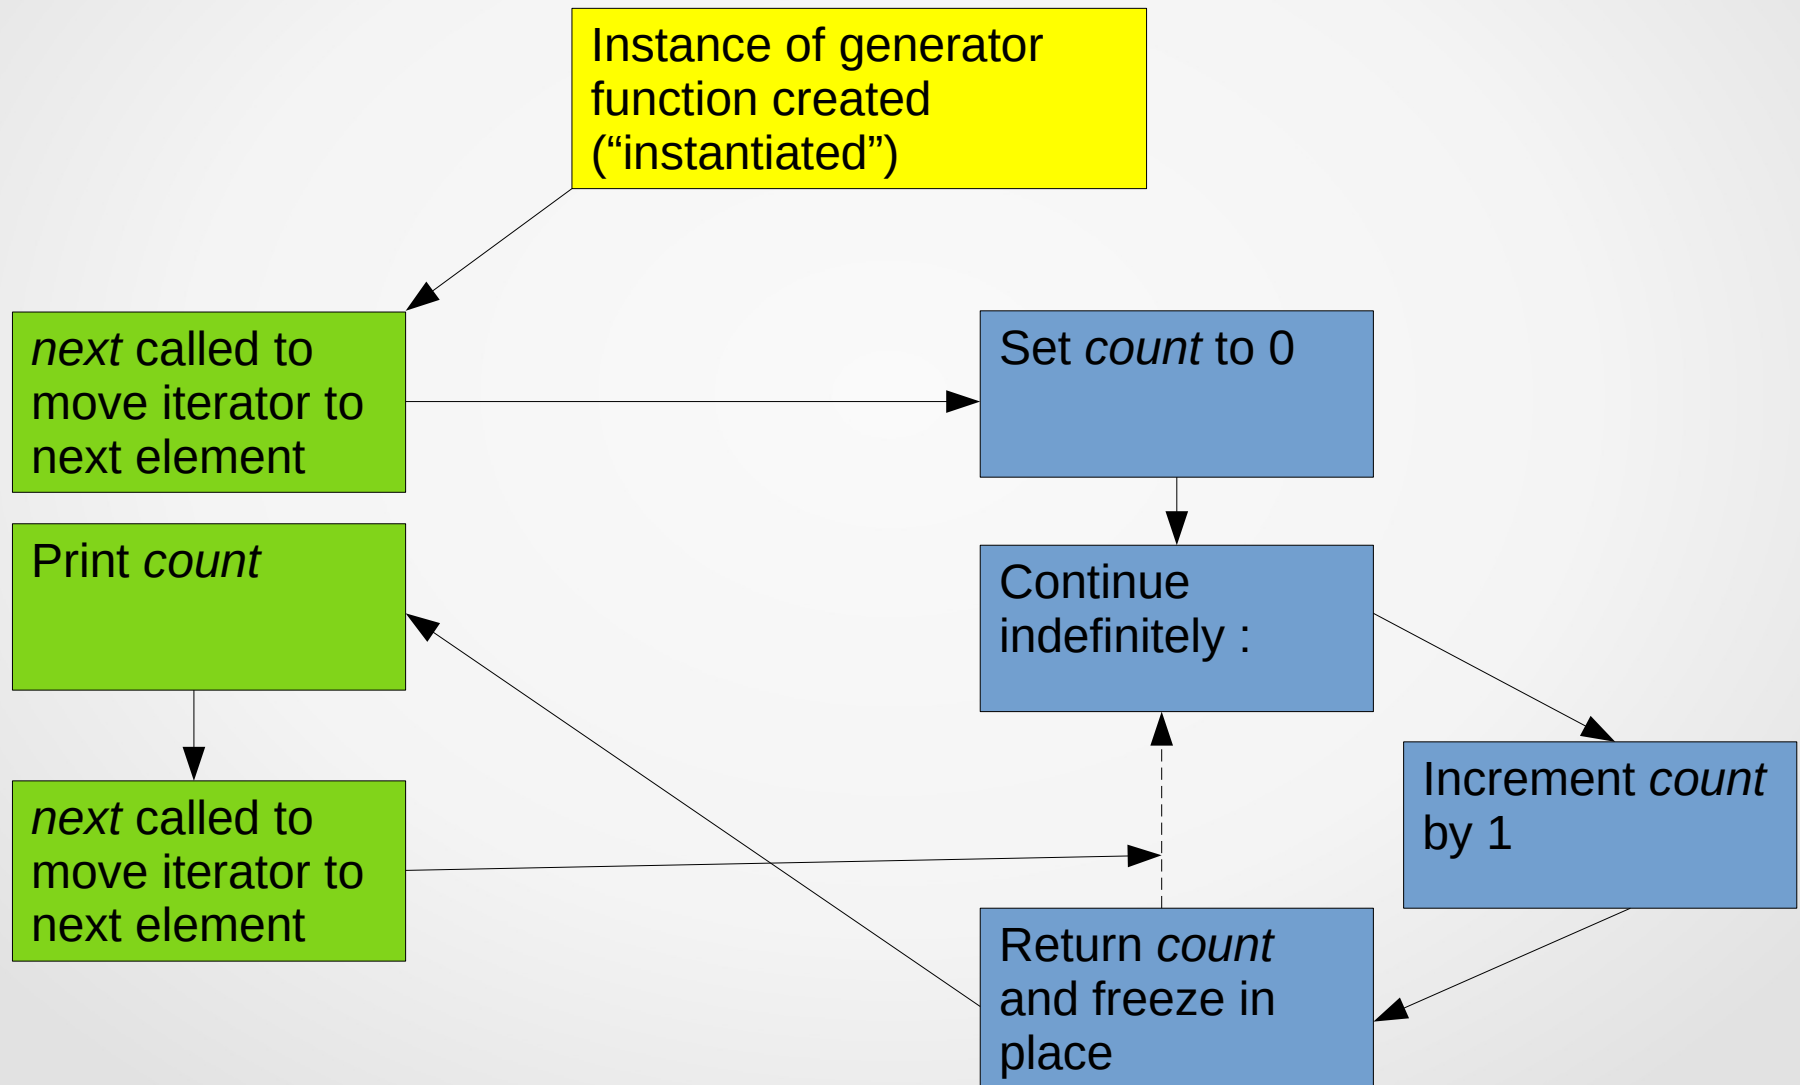 Instance of generator
function created
(“instantiated”)
next called to
move iterator to
next element
Set count to 0
Print count
Continue
indefinitely :
Increment count
by 1
next called to
move iterator to
next element
Return count
and freeze in
place